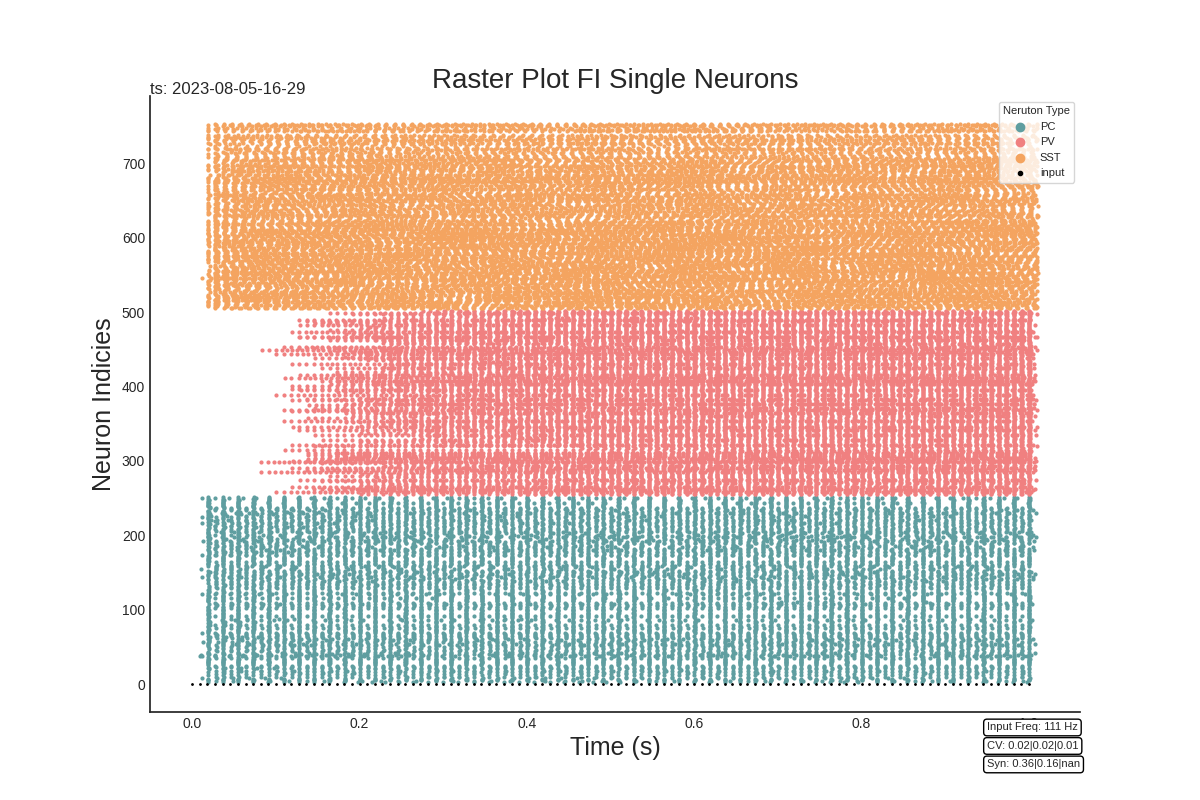 Raster Plot FI Single Neurons
ts: 2023-08-05-16-29
Neruton Type
PC
PV
SST
input
Neuron Indicies
700
600
500
400
300
200
100
0
0.0
0.2
0.4
0.6
0.8
Time (s)
Input Freq: 111 Hz
CV: 0.02|0.02|0.01
Syn: 0.36|0.16|nan